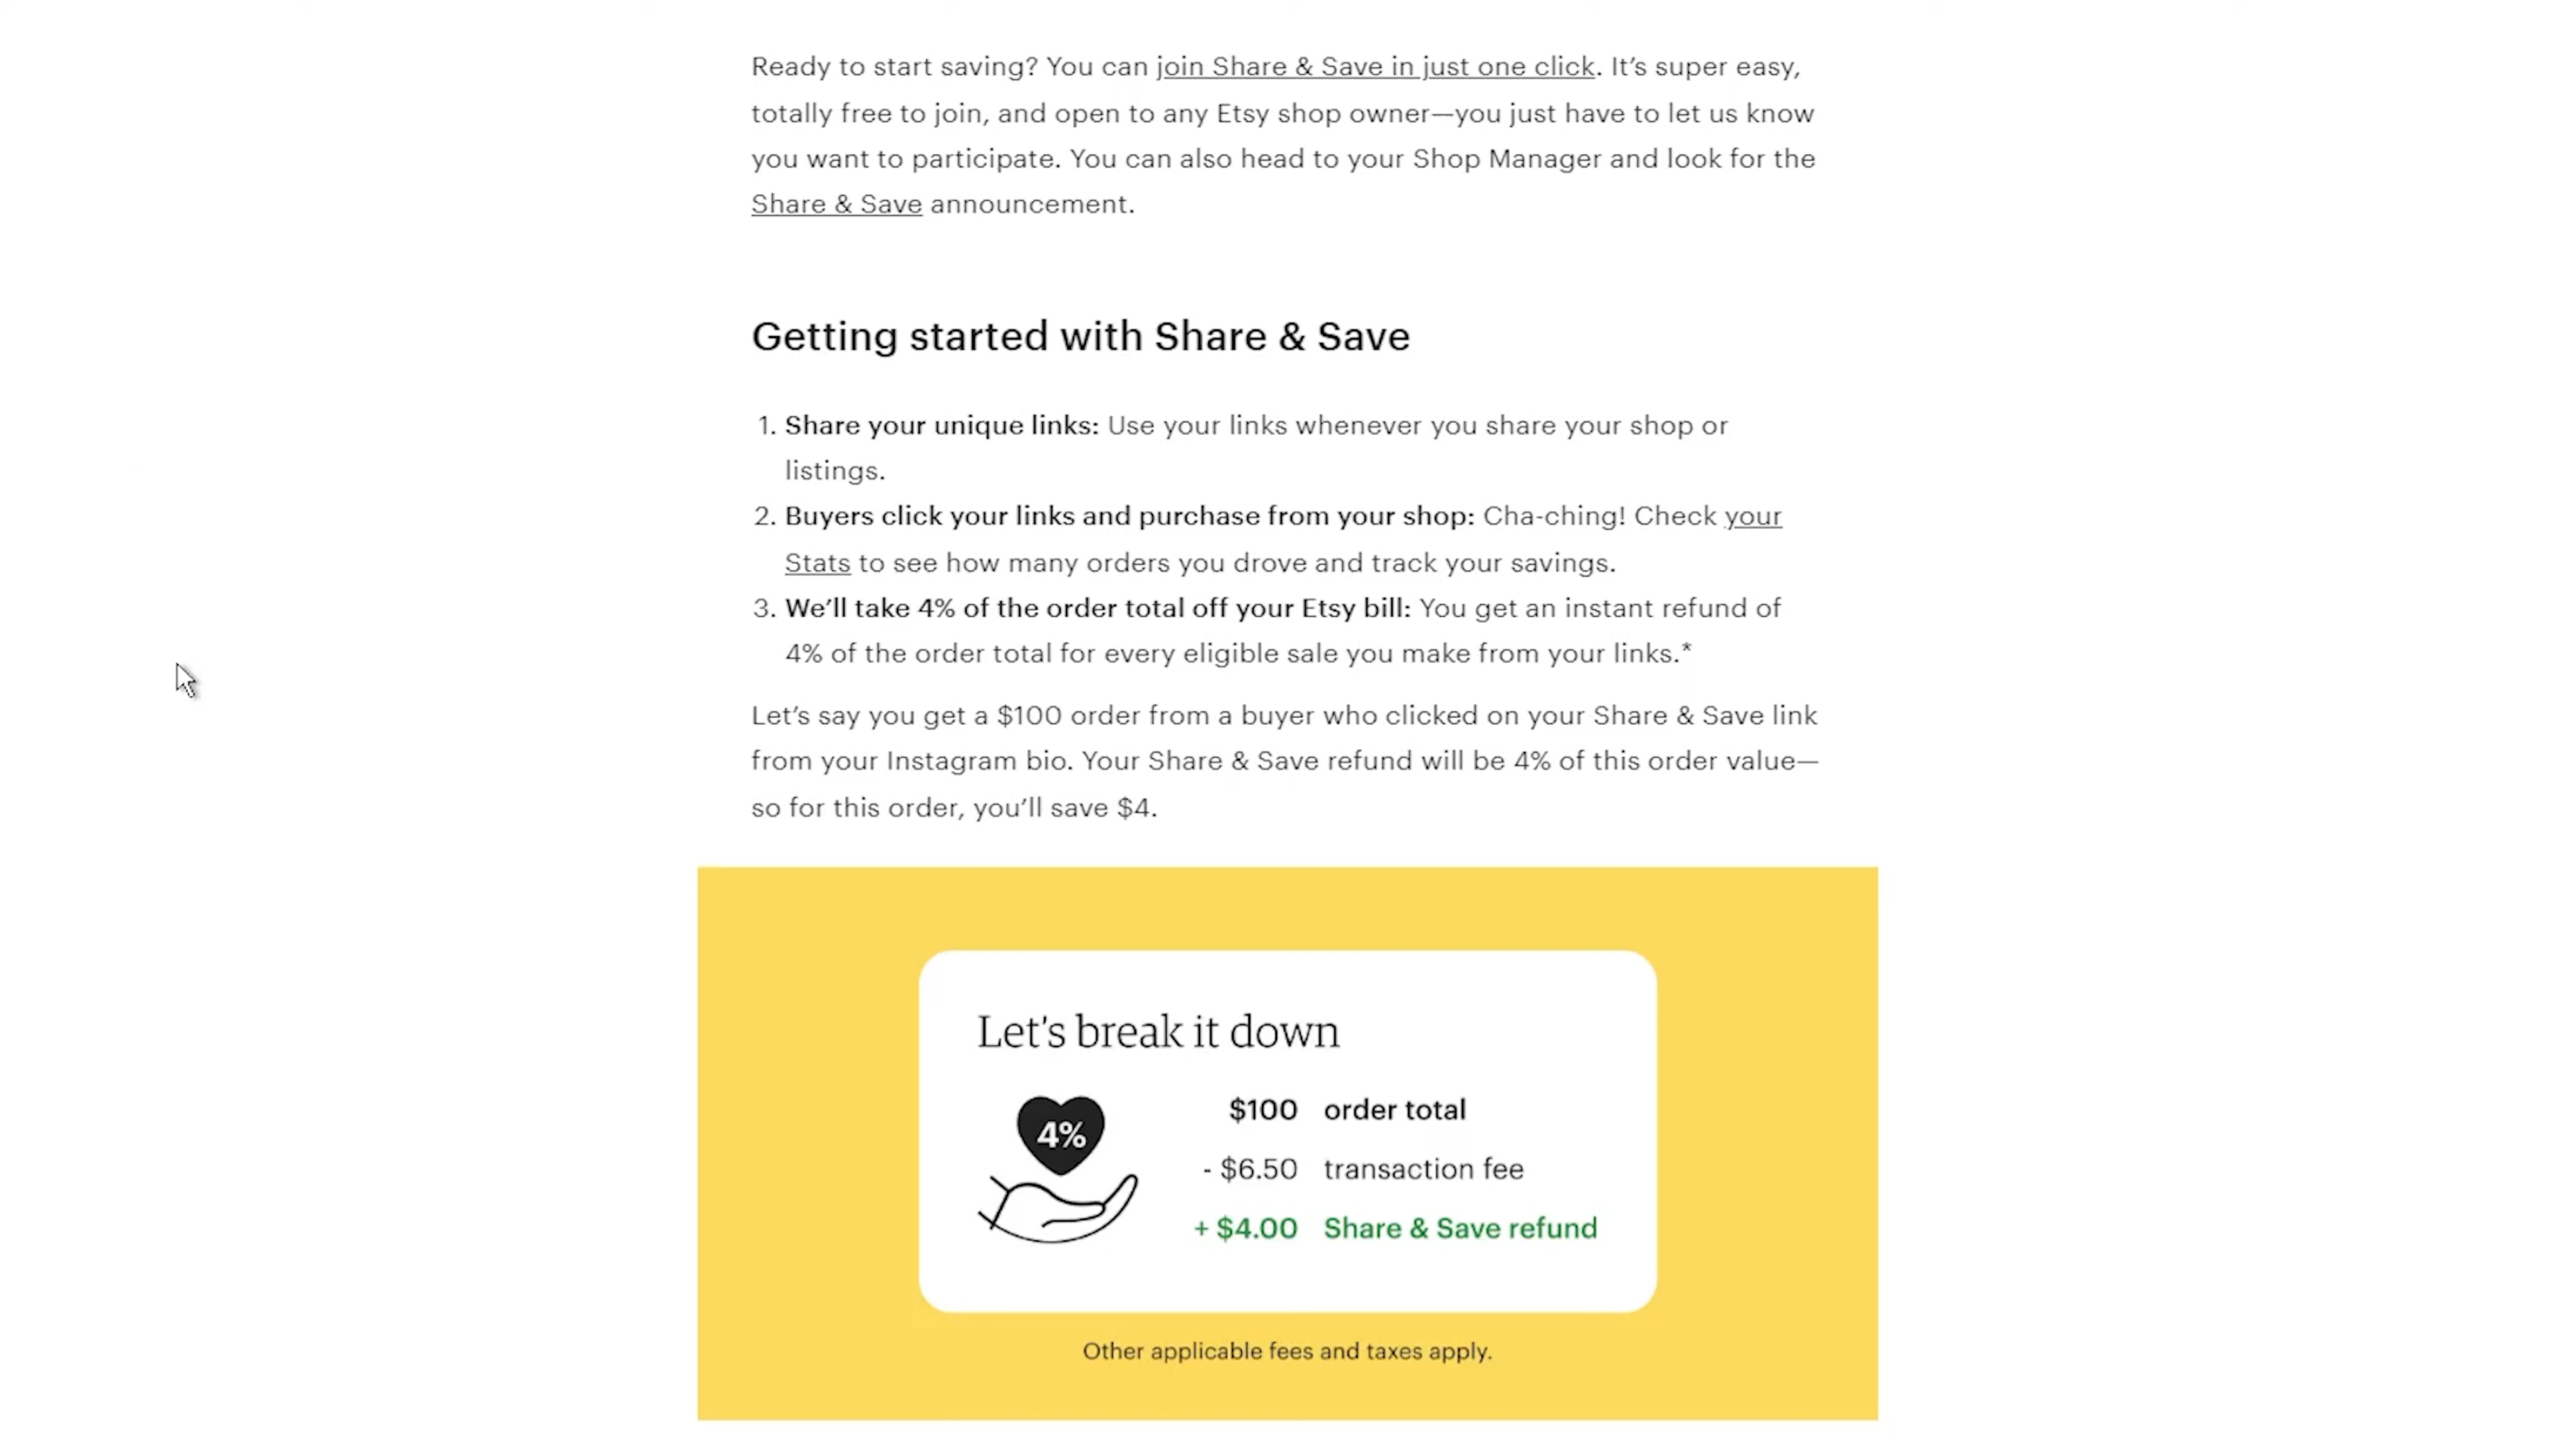 Ready to start saving? You can join Share & Save in just one click. It’s super easy,
totally free to join, and open to any Etsy shop owner—you just have to let us know
you want to participate. You can also head to your Shop Manager and look for the
Share & Save announcement.
Getting started with Share & Save
1. Share your unique links: Use your links whenever you share your shop or
listings.
2. Buyers click your links and purchase from your shop: Cha-ching! Check your
Stats to see how many orders you drove and track your savings.
3. We’ll take 4% of the order total off your Etsy bill: You get an instant refund of
4% of the order total for every eligible sale you make from your links.*
Let’s say you get a $100 order from a buyer who clicked on your Share & Save link
from your Instagram bio. Your Share & Save refund will be 4% of this order value—
so for this order, you’ll save $4.
Let's break it down
4%
$100 order total
- $6.50 transaction fee
+ $4.00 Share & Save refund
Other applicable fees and taxes apply.